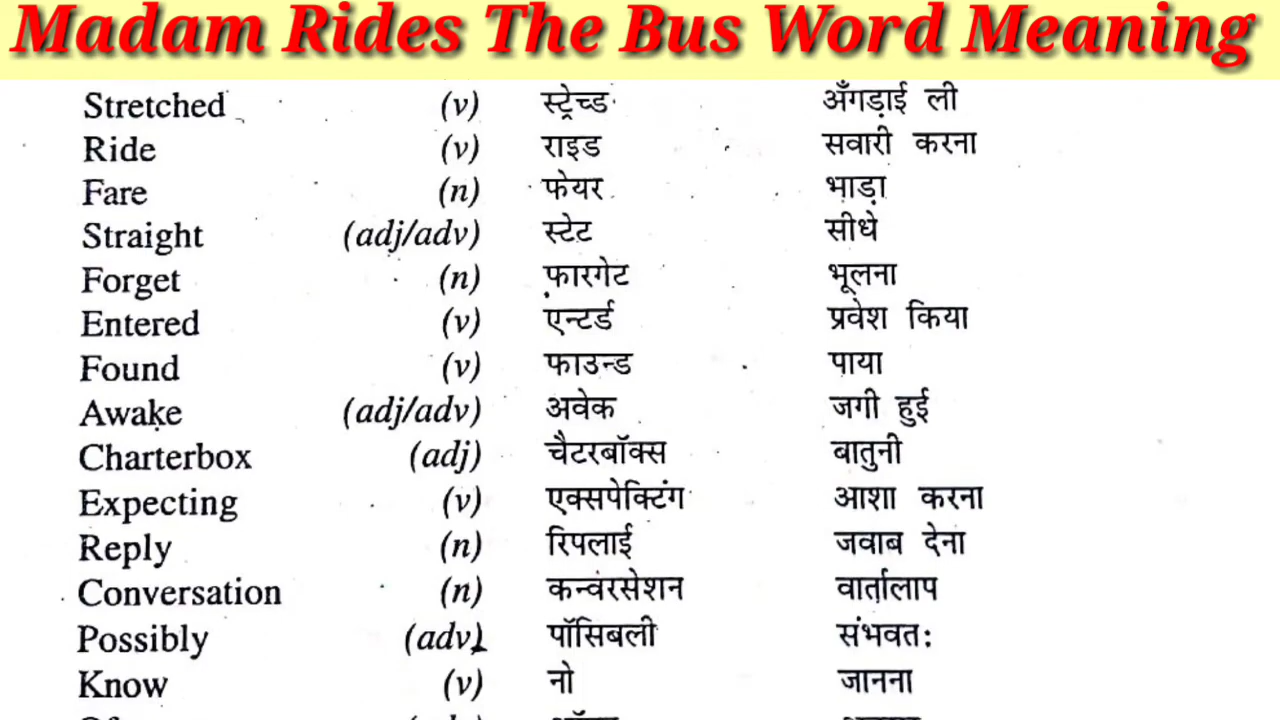 Madam Rides The Bus Word Meaning
Stretched (v) स्ट्रेच्ड अँगड़ाई ली
Ride (v) राइड सवारी करना
Fare (n) फेयर भाड़ा
Straight (adj/adv) स्टेट सीधे
Forget (n) फारगेट भूलना
Entered (v) एन्टर्ड प्रवेश किया
Found (v) फाउन्ड पाया
Awake (adj/adv) अवेक जगी हुई
Charterbox (adj) चैटरबॉक्स बातुनी
Expecting (v) एक्सपेक्टिंग आशा करना
Reply (n) रिपलाई जवाब देना
Conversation (n) कन्वरसेशन वार्तालाप
Possibly (adv) पॉसिबली संभवत:
Know (v) नो जानना